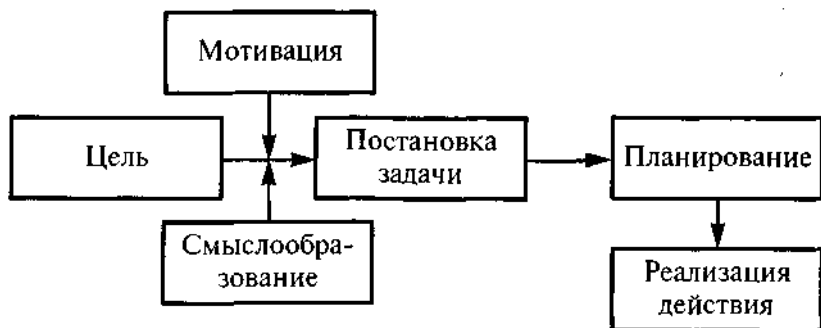 Мотивация
Цель
Постановка
задачи
Планирование
Смыслообра-
зование
Реализация
действия